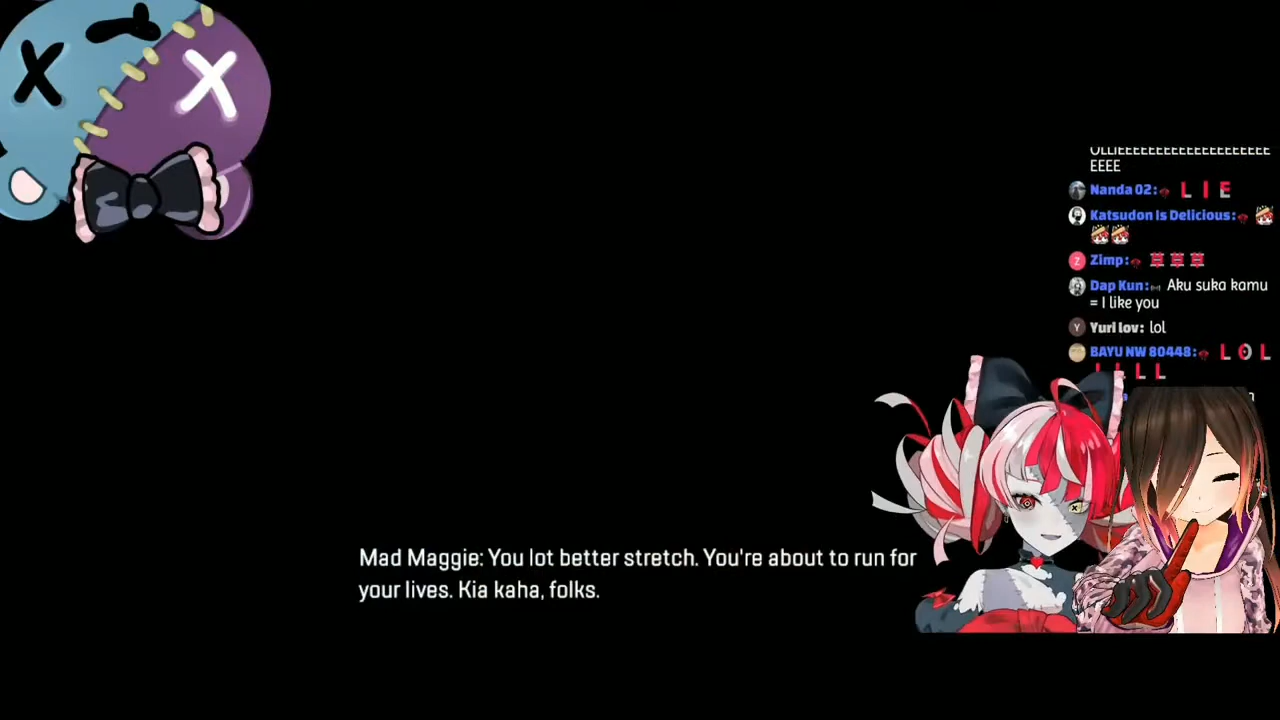 OLLIEEEEEEEEEEEEEEEEEEEE
EEEE
Nanda 02: L I E
Katsudon Is Delicious:
Zimp:
Dap Kun: Aku suka kamu
= I like you
Yuri lov: lol
BAYU NW 80448: L O L
L L L L
Mad Maggie: You lot better stretch. You're about to run for
your lives. Kia kaha, folks.